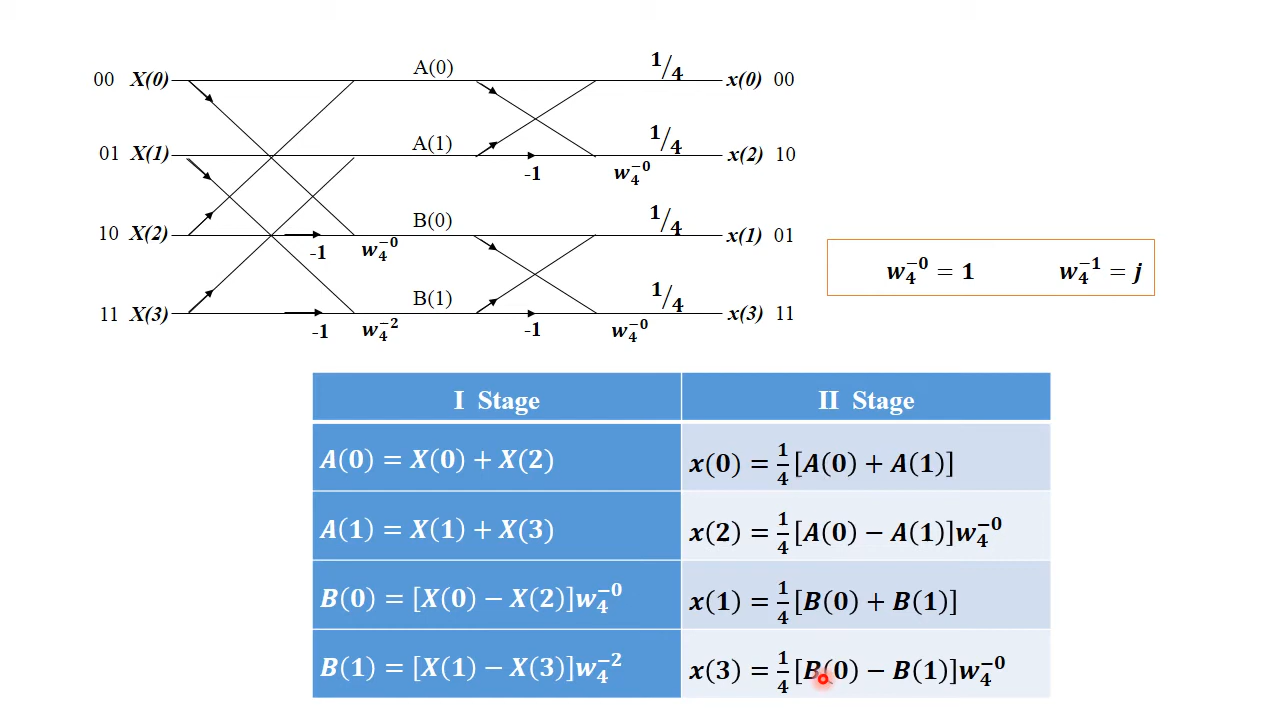 00 X(0) A(0) 1/4 x(0) 00
01 X(1) A(1) 1/4 x(2) 10
-1 w₄⁻⁰
10 X(2) B(0) 1/4 x(1) 01
-1 w₄⁻⁰
w₄⁻⁰ = 1 w₄⁻¹ = j
11 X(3) B(1) 1/4 x(3) 11
-1 w₄⁻² -1 w₄⁻⁰
I Stage II Stage
A(0) = X(0) + X(2) x(0) = 1/4 [A(0) + A(1)]
A(1) = X(1) + X(3) x(2) = 1/4 [A(0) − A(1)]w₄⁻⁰
B(0) = [X(0) − X(2)]w₄⁻⁰ x(1) = 1/4 [B(0) + B(1)]
B(1) = [X(1) − X(3)]w₄⁻² x(3) = 1/4 [B(0) − B(1)]w₄⁻⁰